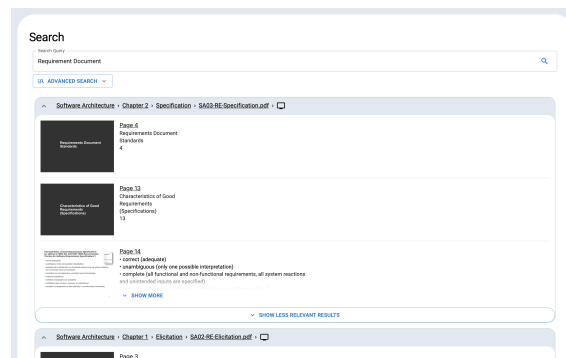 Search
Search Query
Requirement Document
ADVANCED SEARCH
Software Architecture › Chapter 2 › Specification › SA03-RE-Specification.pdf ›
Requirements Document
Standards
Page 4
Requirements Document
Standards
4
Characteristics of Good
Requirements
(Specifications)
Page 13
Characteristics of Good
Requirements
(Specifications)
13
Page 14
• correct (adequate)
• unambiguous (only one possible interpretation)
• complete (all functional and non-functional requirements, all system reactions
and unintended inputs are specified)
SHOW MORE
SHOW LESS RELEVANT RESULTS
Software Architecture › Chapter 1 › Elicitation › SA02-RE-Elicitation.pdf ›
Page 3